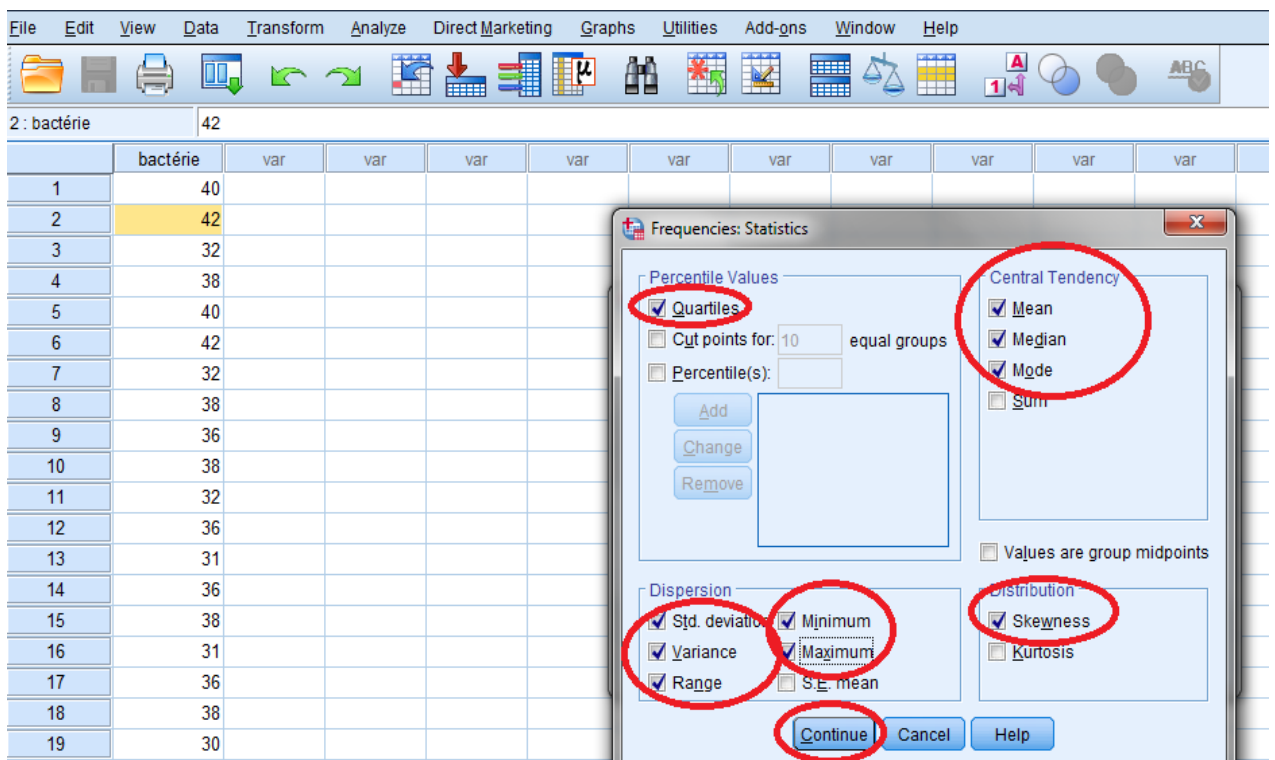 File Edit View Data Transform Analyze Direct Marketing Graphs Utilities Add-ons Window Help
2 : bactérie 42
bactérie var var var var var var var var var var
1 40
2 42
3 32
4 38
5 40
6 42
7 32
8 38
9 36
10 38
11 32
12 36
13 31
14 36
15 38
16 31
17 36
18 38
19 30
Frequencies: Statistics
Percentile Values
Quartiles
Cut points for: 10 equal groups
Percentile(s):
Add
Change
Remove
Central Tendency
Mean
Median
Mode
Sum
Values are group midpoints
Dispersion
Std. deviation Minimum
Variance Maximum
Range S.E. mean
Distribution
Skewness
Kurtosis
Continue Cancel Help